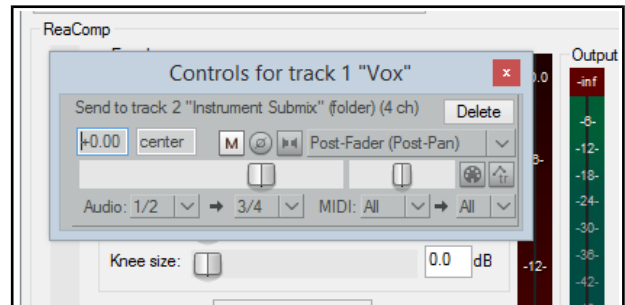 ReaComp
Output
Controls for track 1 "Vox"
x
.0
-inf
Send to track 2 "Instrument Submix" (folder) (4 ch)
Delete
-6-
+0.00 center M ø Post-Fader (Post-Pan)
-12-
-18-
tr
Audio: 1/2 3/4 MIDI: All All
-24-
-30-
Knee size: 0.0 dB
-12-
-36-
-42-